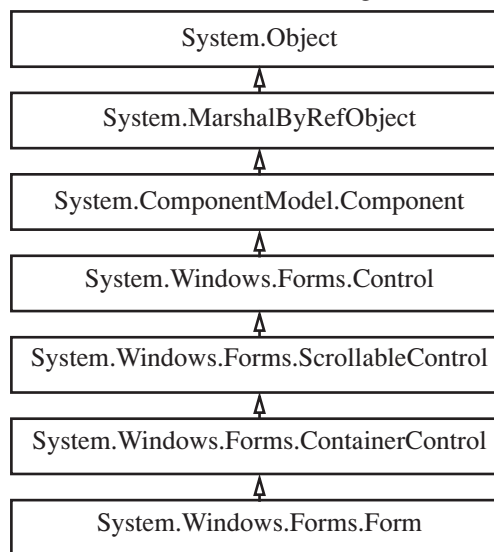 System.Object
System.MarshalByRefObject
System.ComponentModel.Component
System.Windows.Forms.Control
System.Windows.Forms.ScrollableControl
System.Windows.Forms.ContainerControl
System.Windows.Forms.Form